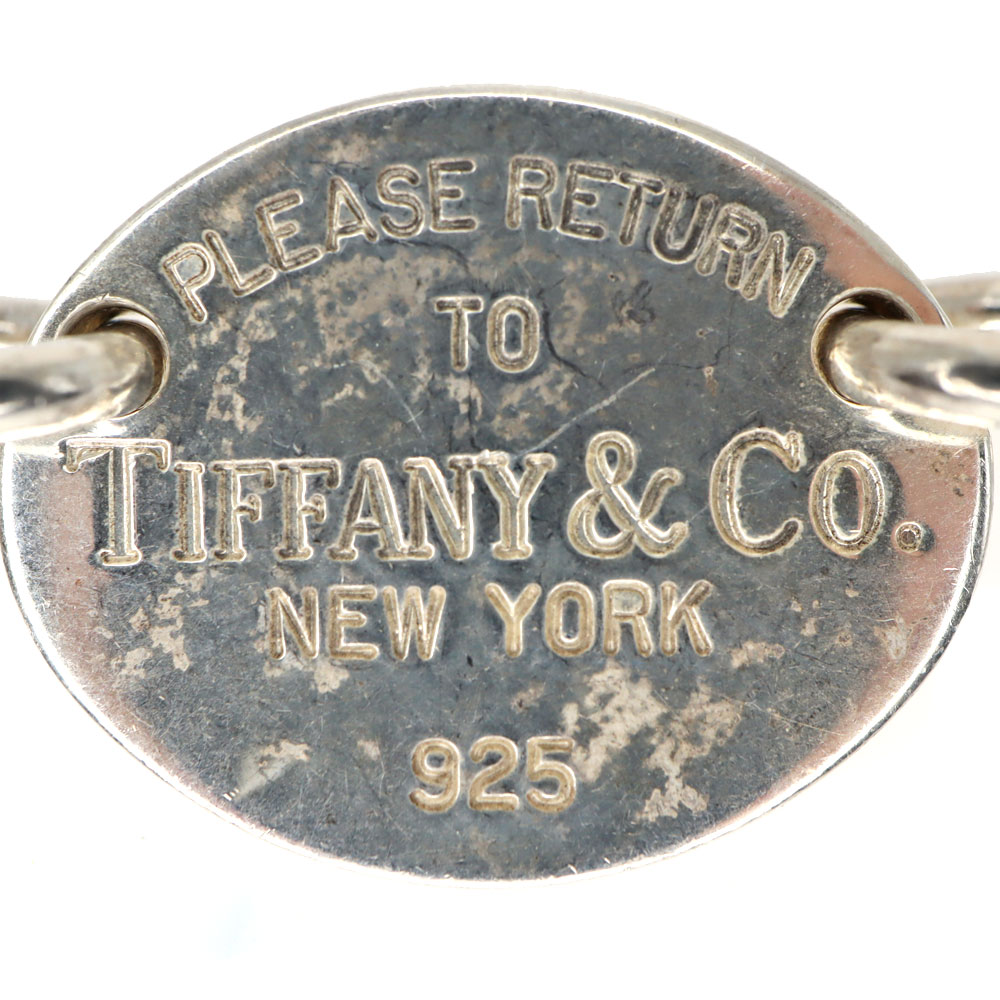 PLEASE RETURN
TO
TIFFANY & CO.
NEW YORK
925